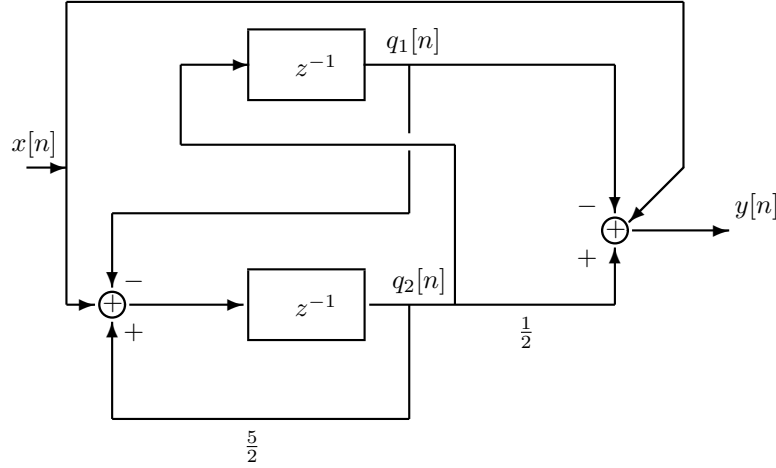 q₁[n]
z⁻¹
x[n]
−
y[n]
+
+
q₂[n]
−
+
z⁻¹
+
1/2
5/2